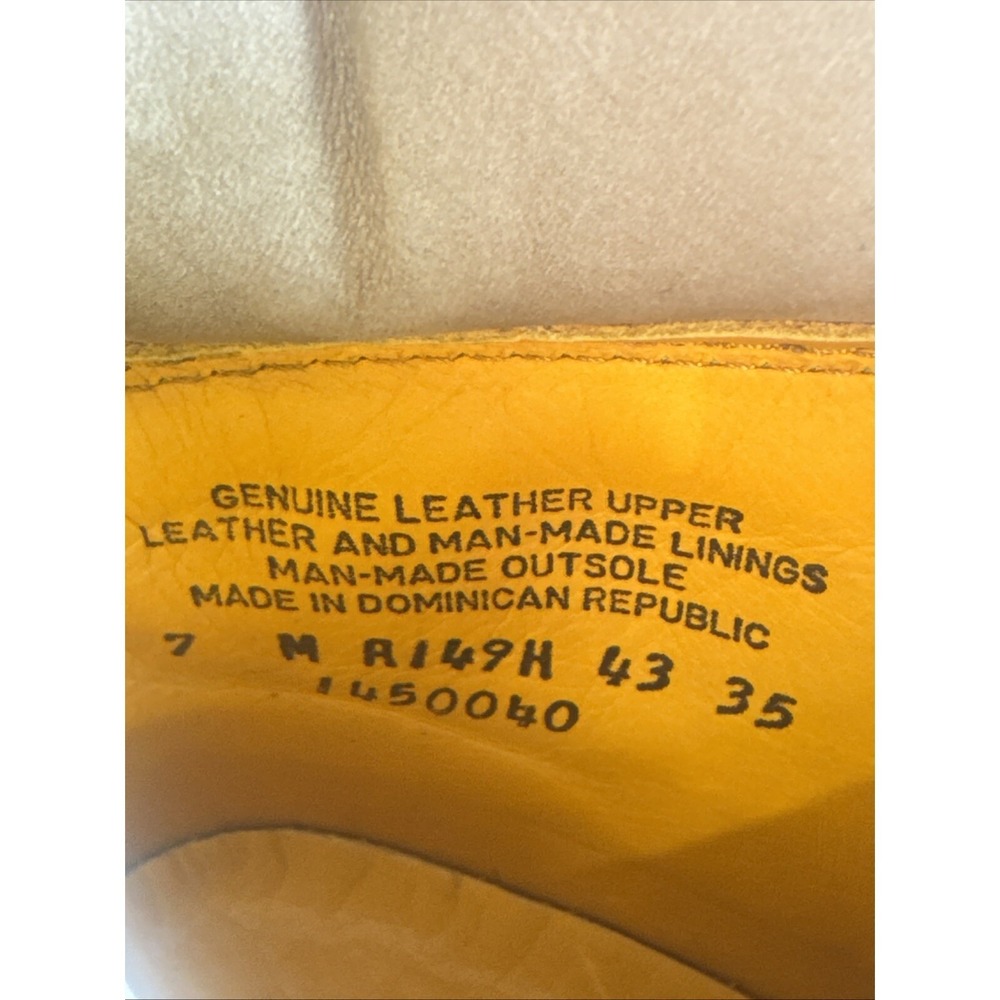 GENUINE LEATHER UPPER
LEATHER AND MAN-MADE LININGS
MAN-MADE OUTSOLE
MADE IN DOMINICAN REPUBLIC
7 M A149H 43 35
1450040